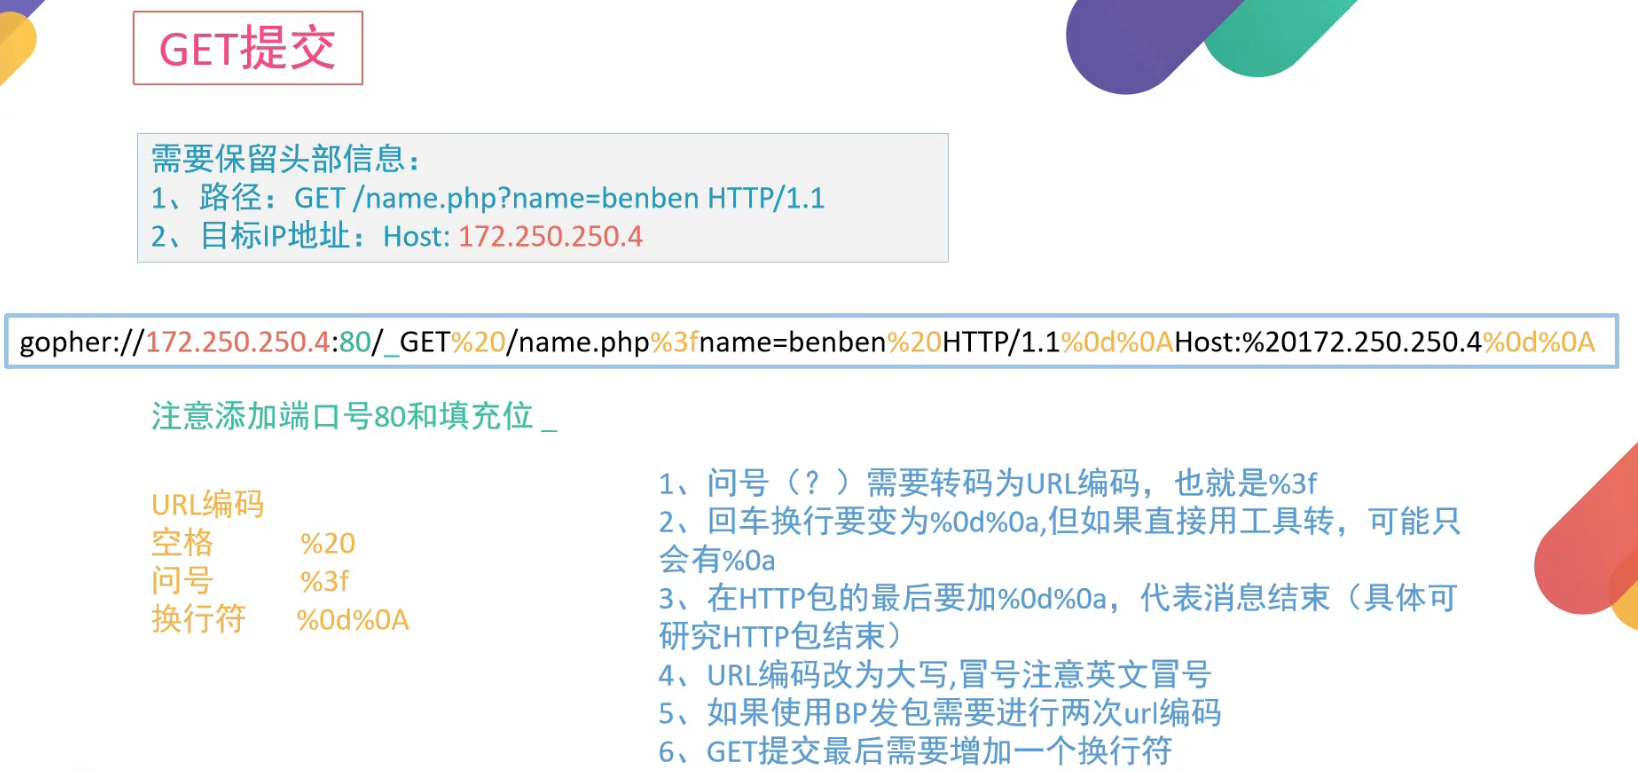 GET提交
需要保留头部信息：
1、路径：GET /name.php?name=benben HTTP/1.1
2、目标IP地址：Host: 172.250.250.4
gopher://172.250.250.4:80/_GET%20/name.php%3fname=benben%20HTTP/1.1%0d%0AHost:%20172.250.250.4%0d%0A
注意添加端口号80和填充位 _
URL编码
空格 %20
问号 %3f
换行符 %0d%0A
1、问号（？）需要转码为URL编码，也就是%3f
2、回车换行要变为%0d%0a,但如果直接用工具转，可能只
会有%0a
3、在HTTP包的最后要加%0d%0a，代表消息结束（具体可
研究HTTP包结束）
4、URL编码改为大写,冒号注意英文冒号
5、如果使用BP发包需要进行两次url编码
6、GET提交最后需要增加一个换行符